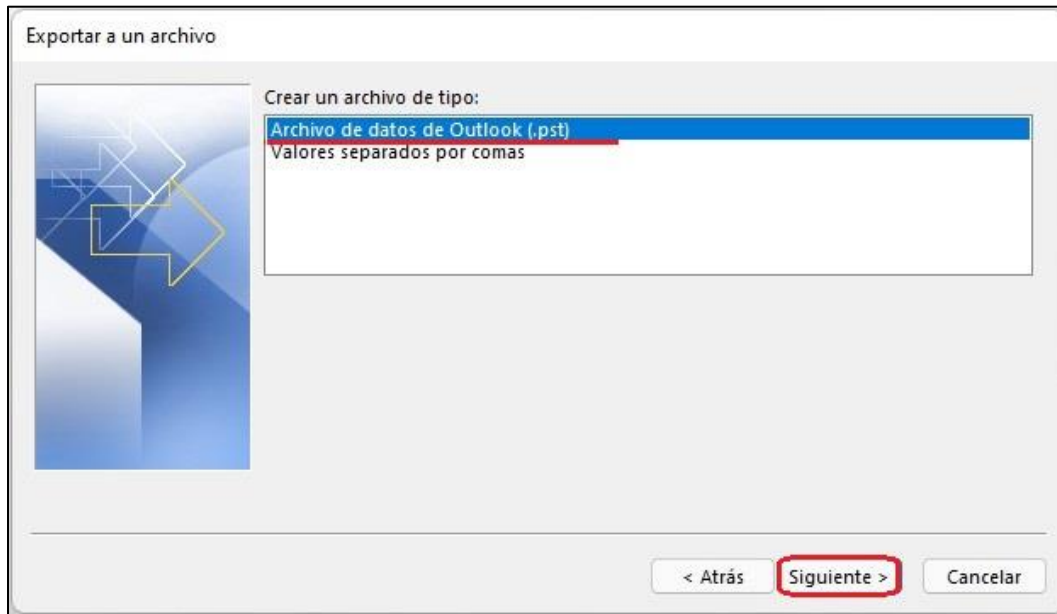 Exportar a un archivo
Crear un archivo de tipo:
Archivo de datos de Outlook (.pst)
Valores separados por comas
< Atrás
Siguiente >
Cancelar